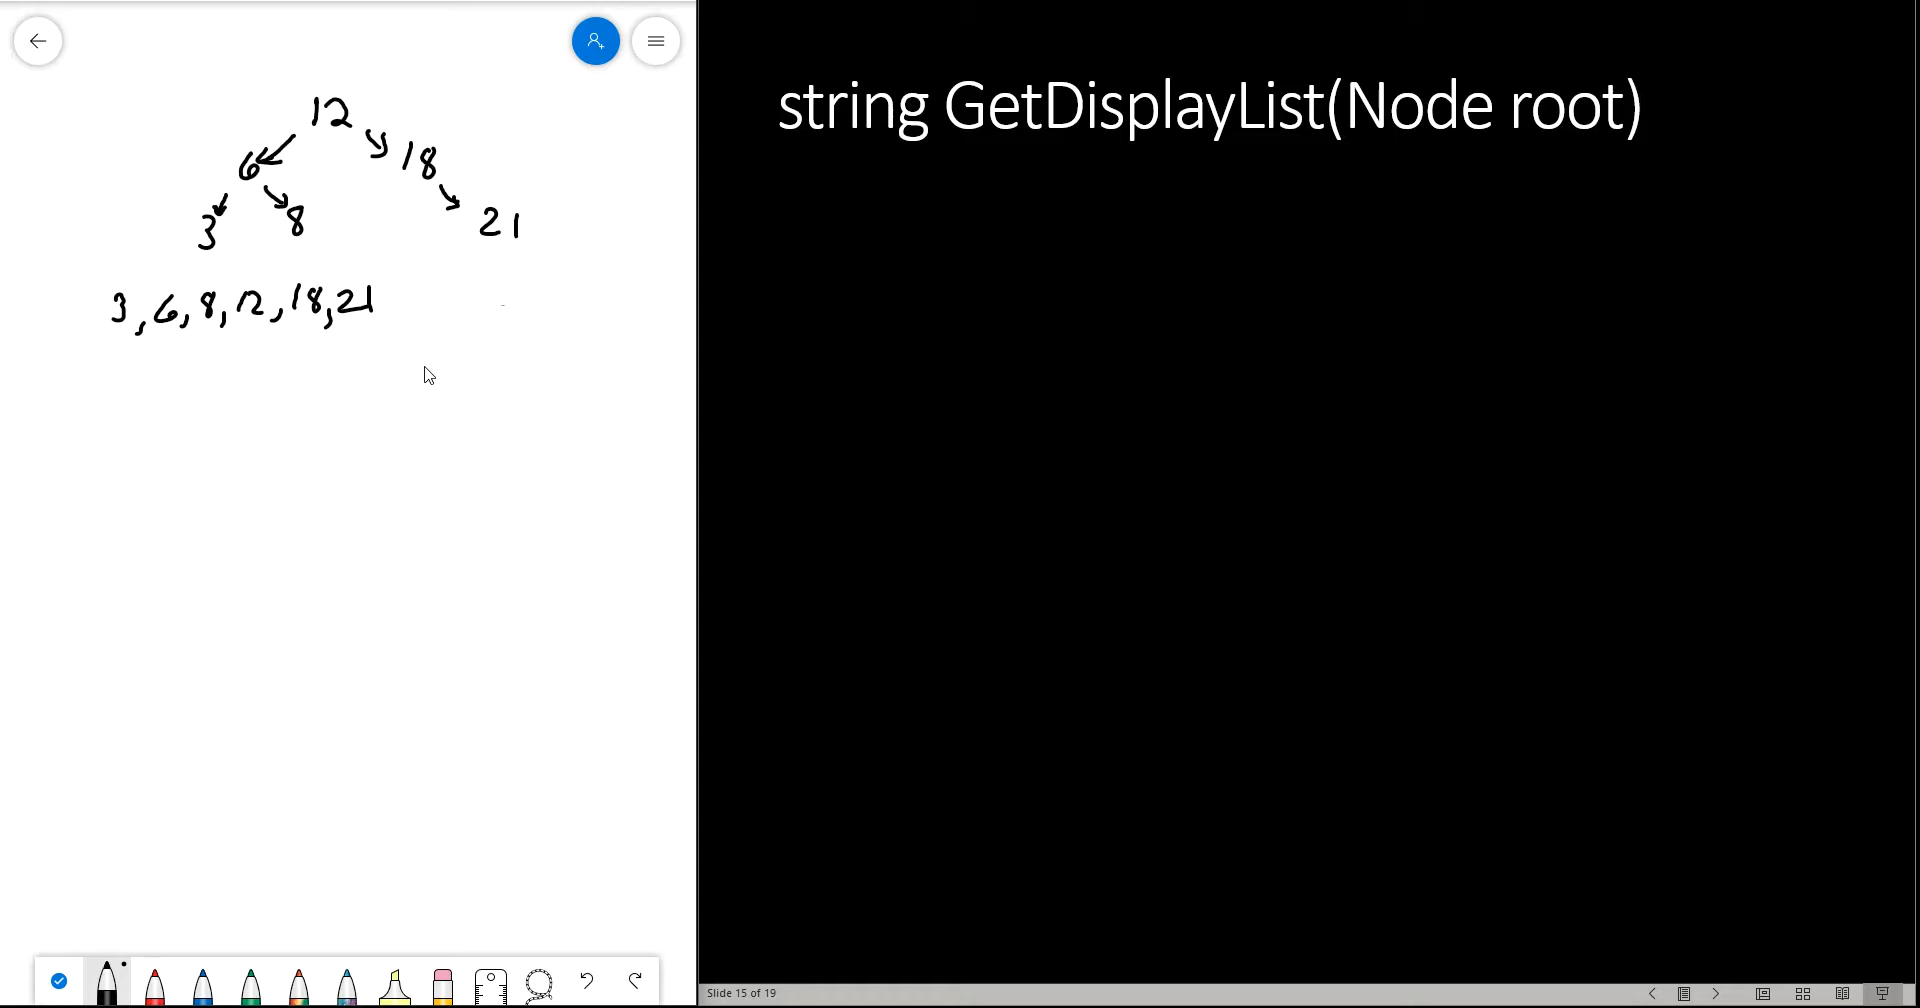 12
6 18
3 8 21
3, 6, 8, 12, 18, 21
string GetDisplayList(Node root)
Slide 15 of 19